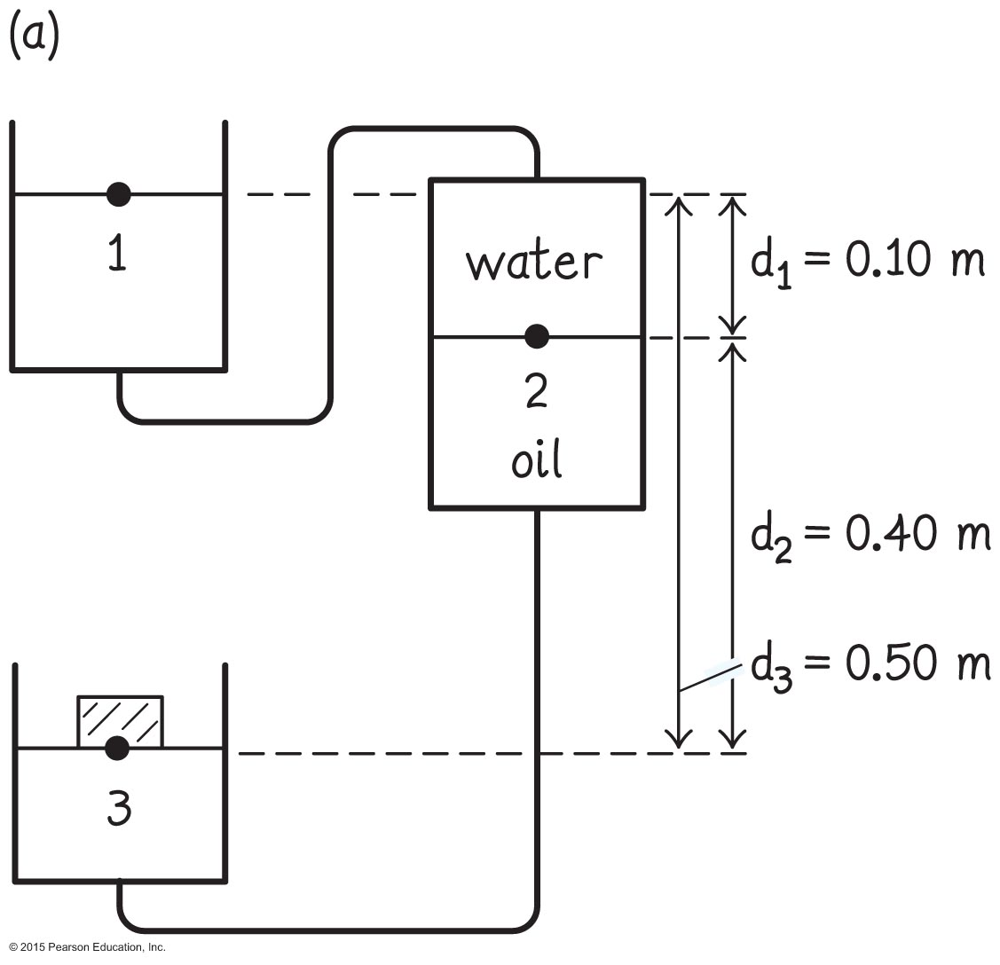 (a)
1
water
d1 = 0.10 m
2
oil
d2 = 0.40 m
d3 = 0.50 m
3
© 2015 Pearson Education, Inc.